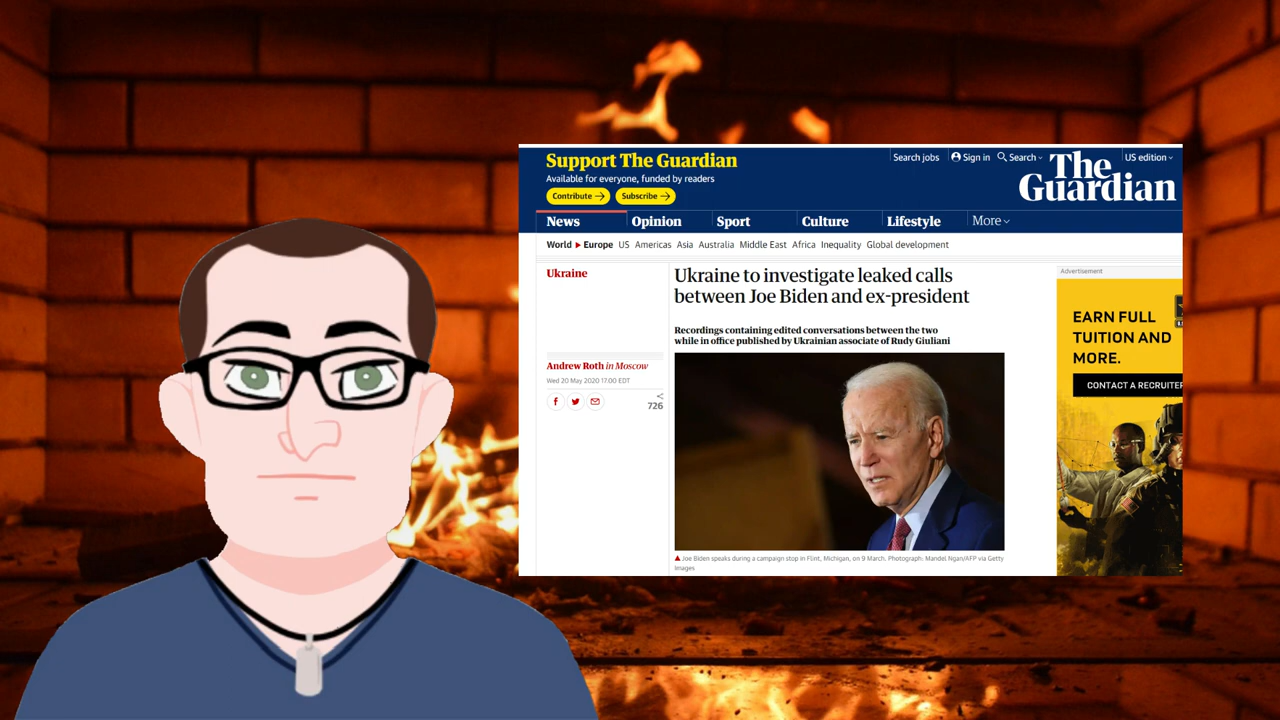 Support The Guardian
Available for everyone, funded by readers
Contribute → Subscribe →
Search jobs Sign in Search US edition
The
Guardian
News Opinion Sport Culture Lifestyle More
World Europe US Americas Asia Australia Middle East Africa Inequality Global development
Ukraine
Ukraine to investigate leaked calls
between Joe Biden and ex-president
Recordings containing edited conversations between the two
while in office published by Ukrainian associate of Rudy Giuliani
Andrew Roth in Moscow
Wed 20 May 2020 17.00 EDT
726
Joe Biden speaks during a campaign stop in Flint, Michigan, on 9 March. Photograph: Mandel Ngan/AFP via Getty
Images
Advertisement
EARN FULL
TUITION AND
MORE.
CONTACT A RECRUITER